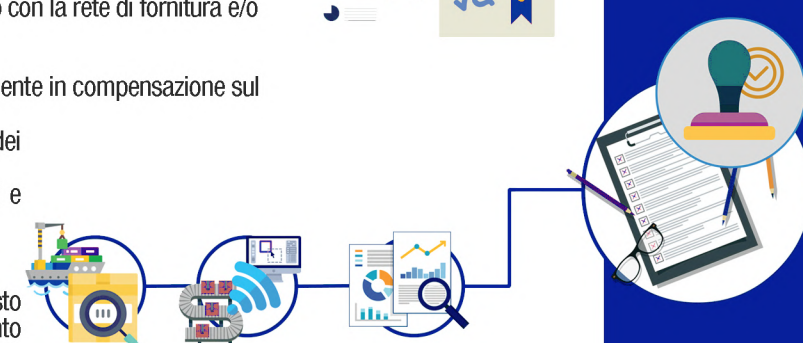 con la rete di fornitura e/o
ente in compensazione sul
dei
e
sto
nto